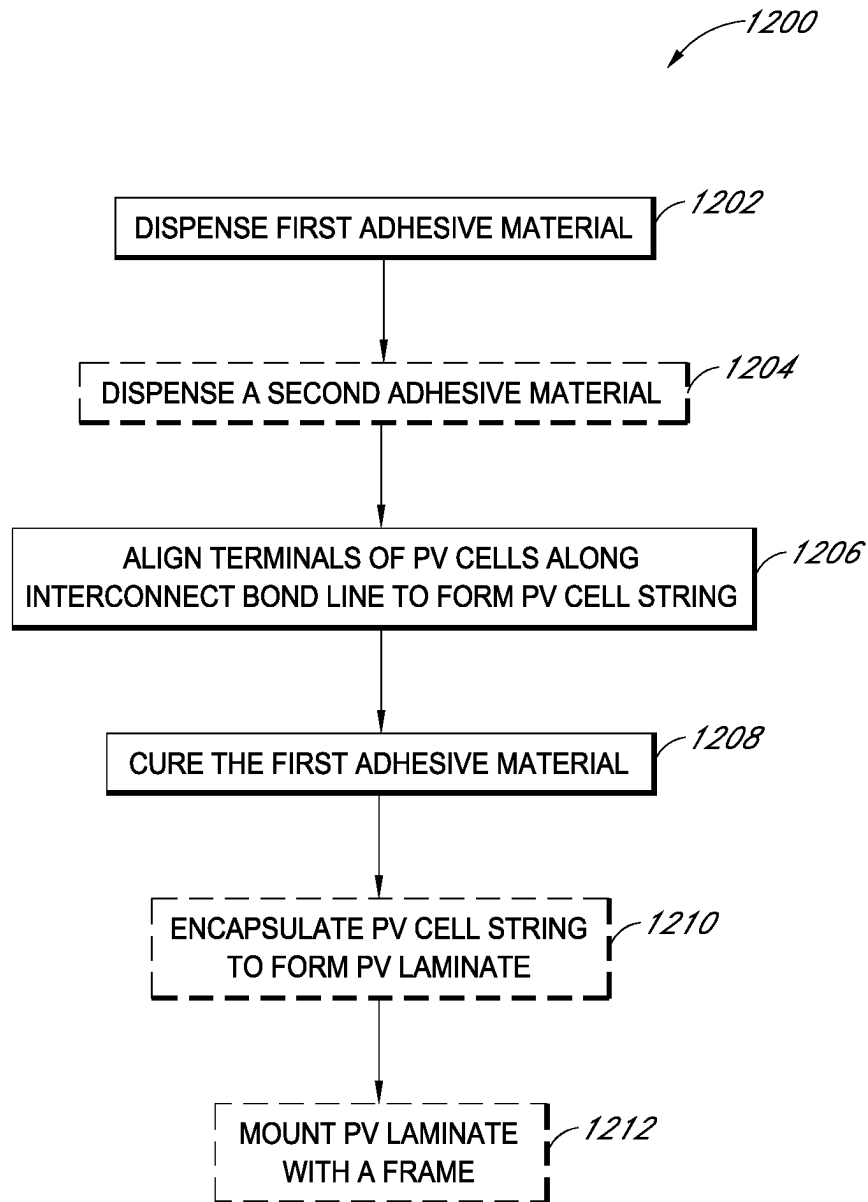 1200
DISPENSE FIRST ADHESIVE MATERIAL
1202
DISPENSE A SECOND ADHESIVE MATERIAL
1204
ALIGN TERMINALS OF PV CELLS ALONG
INTERCONNECT BOND LINE TO FORM PV CELL STRING
1206
CURE THE FIRST ADHESIVE MATERIAL
1208
ENCAPSULATE PV CELL STRING
TO FORM PV LAMINATE
1210
MOUNT PV LAMINATE
WITH A FRAME
1212